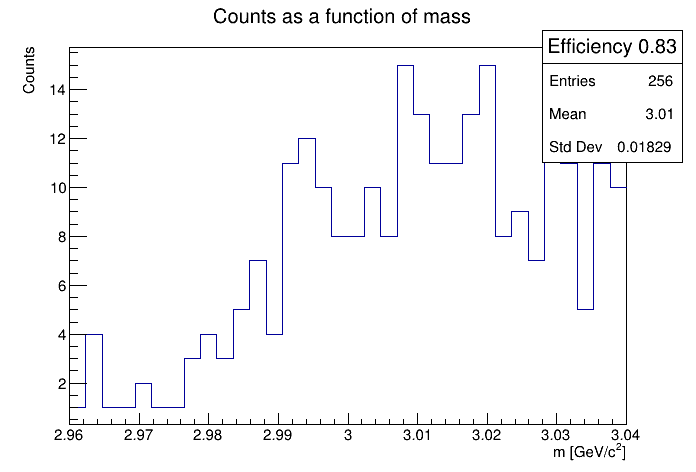 Counts as a function of mass
Counts
Efficiency 0.83
Entries 256
Mean 3.01
Std Dev 0.01829
14
12
10
8
6
4
2
2.96 2.97 2.98 2.99 3 3.01 3.02 3.03 3.04
m [GeV/c²]